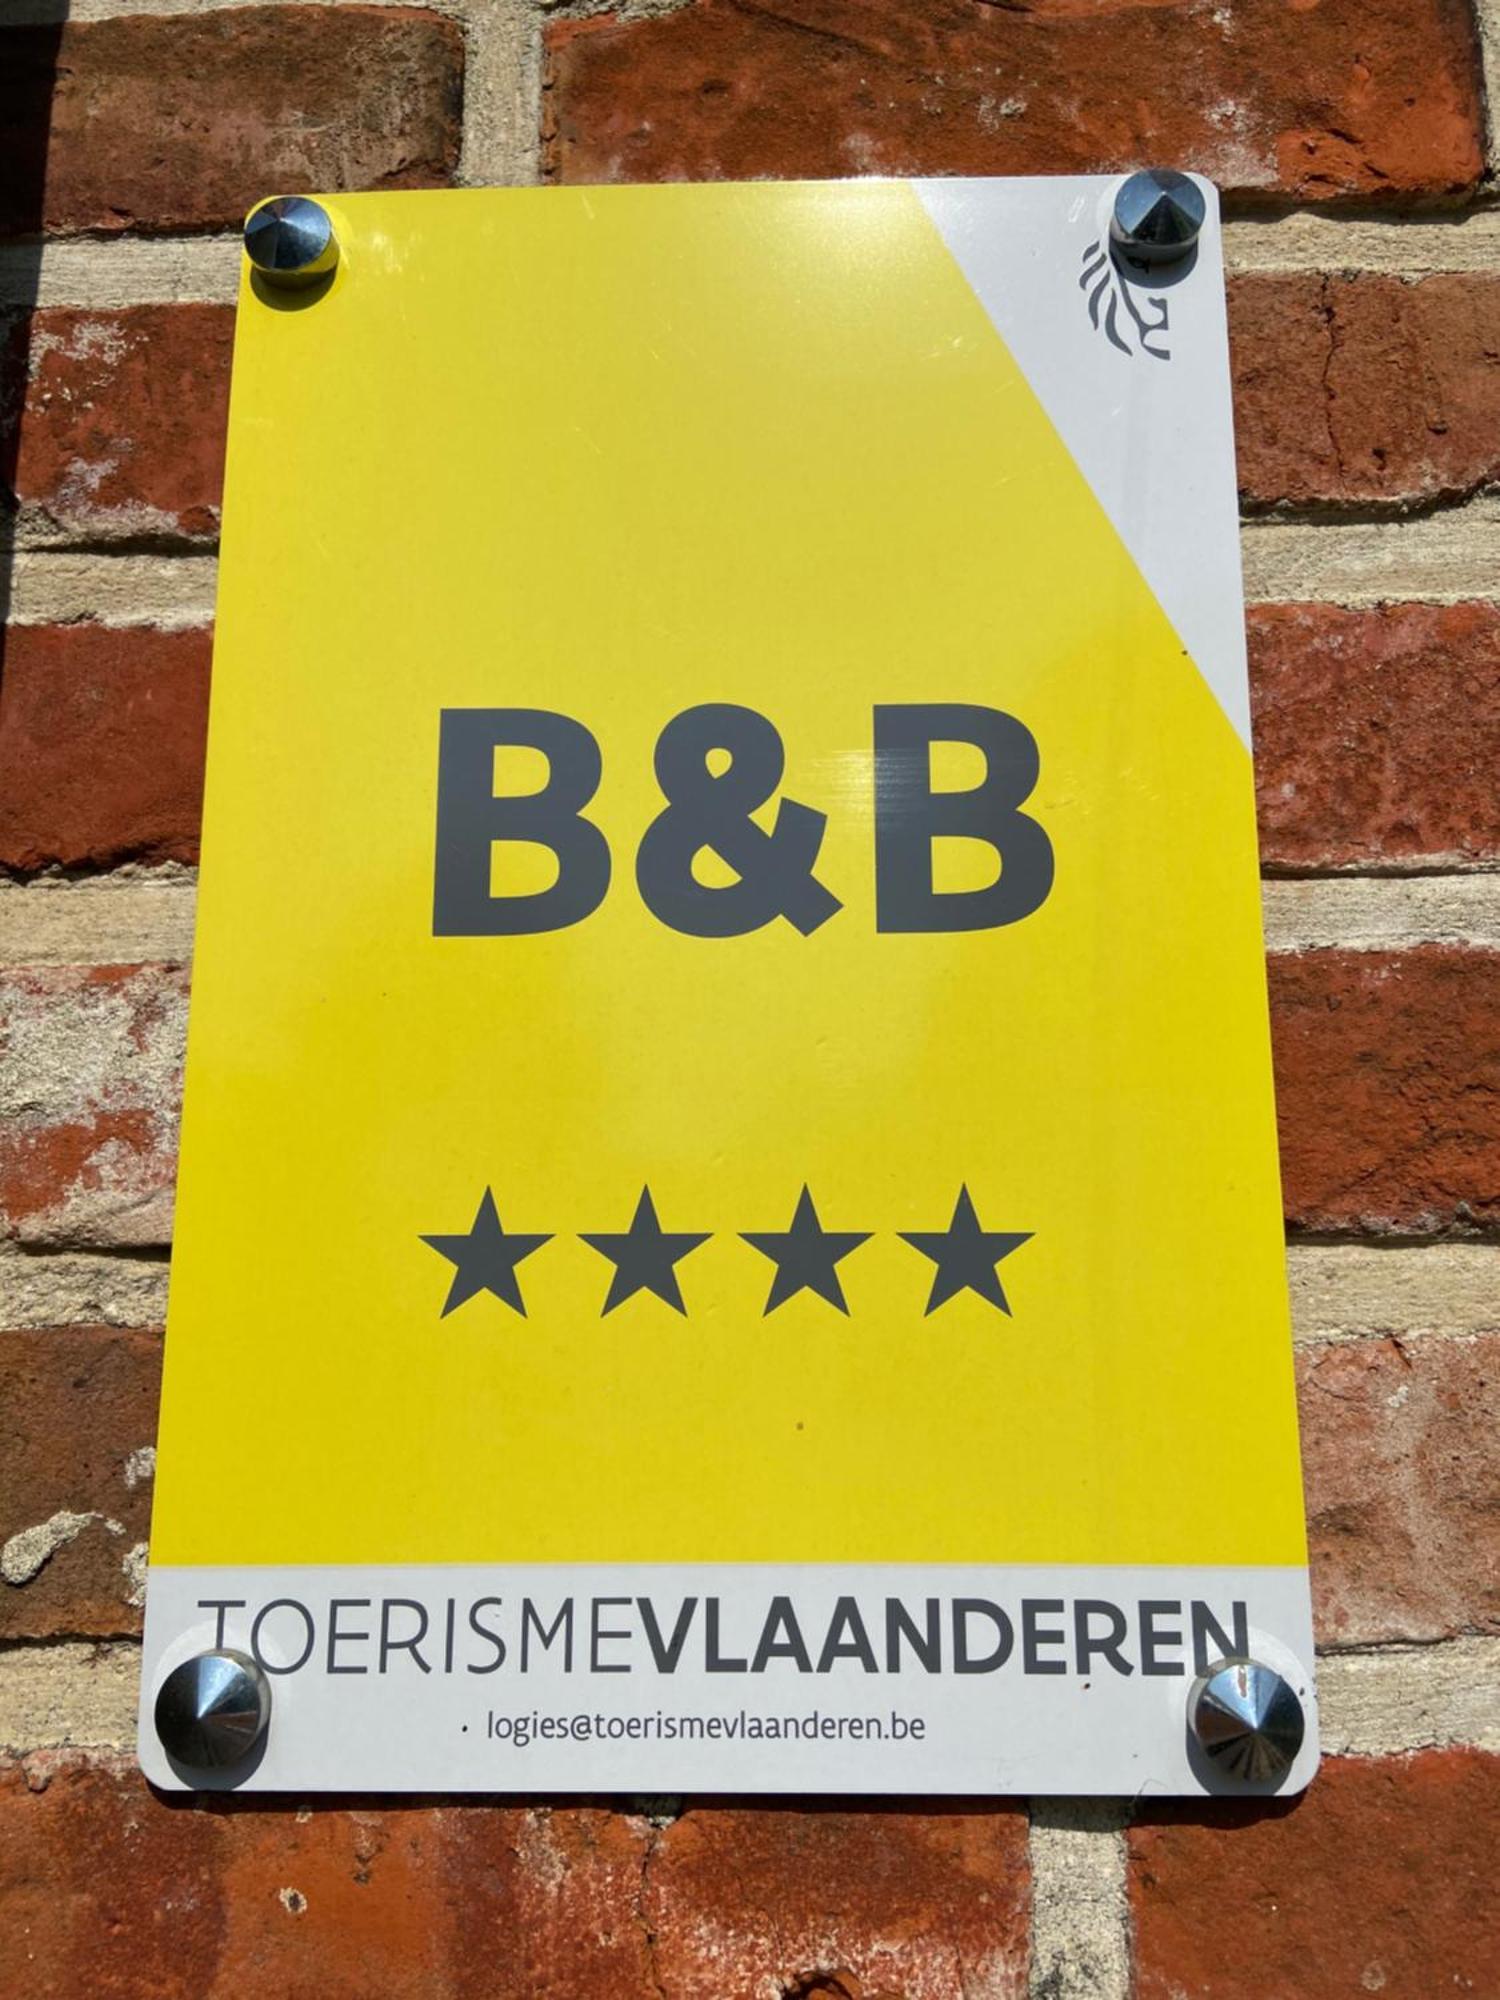 B&B
★★★★
TOERISMEVLAANDEREN
logies@toerismevlaanderen.be